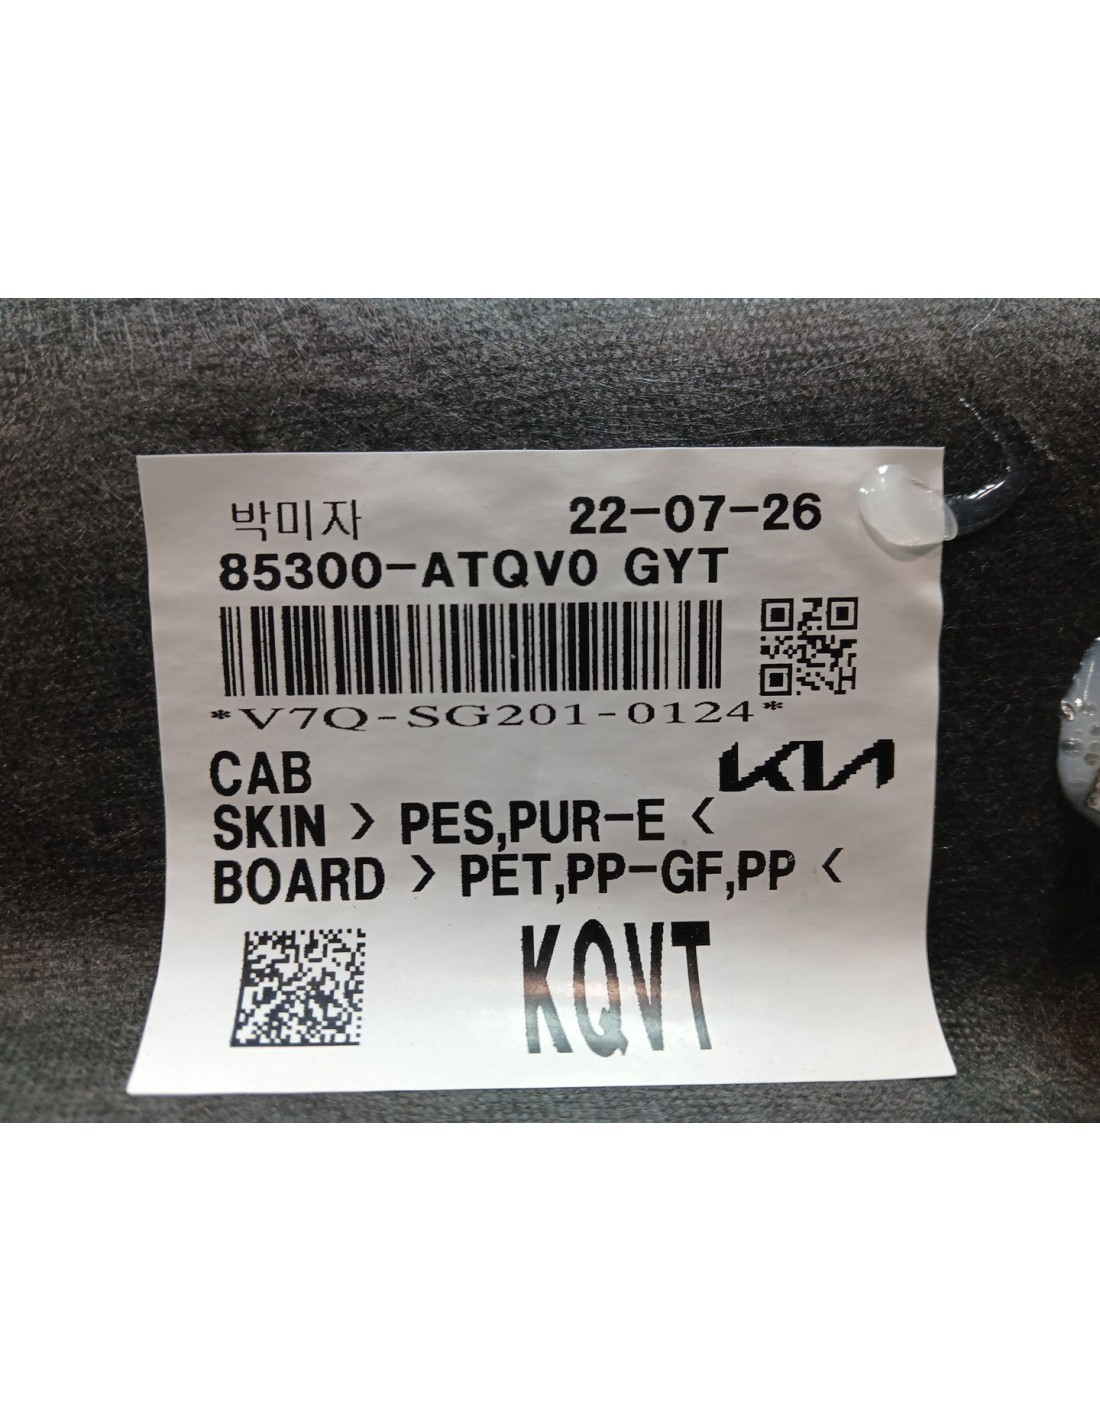 박미자 22-07-26
85300-ATQV0 GYT
*V7Q-SG201-0124*
CAB KIA
SKIN > PES,PUR-E <
BOARD > PET,PP-GF,PP <
KQVT